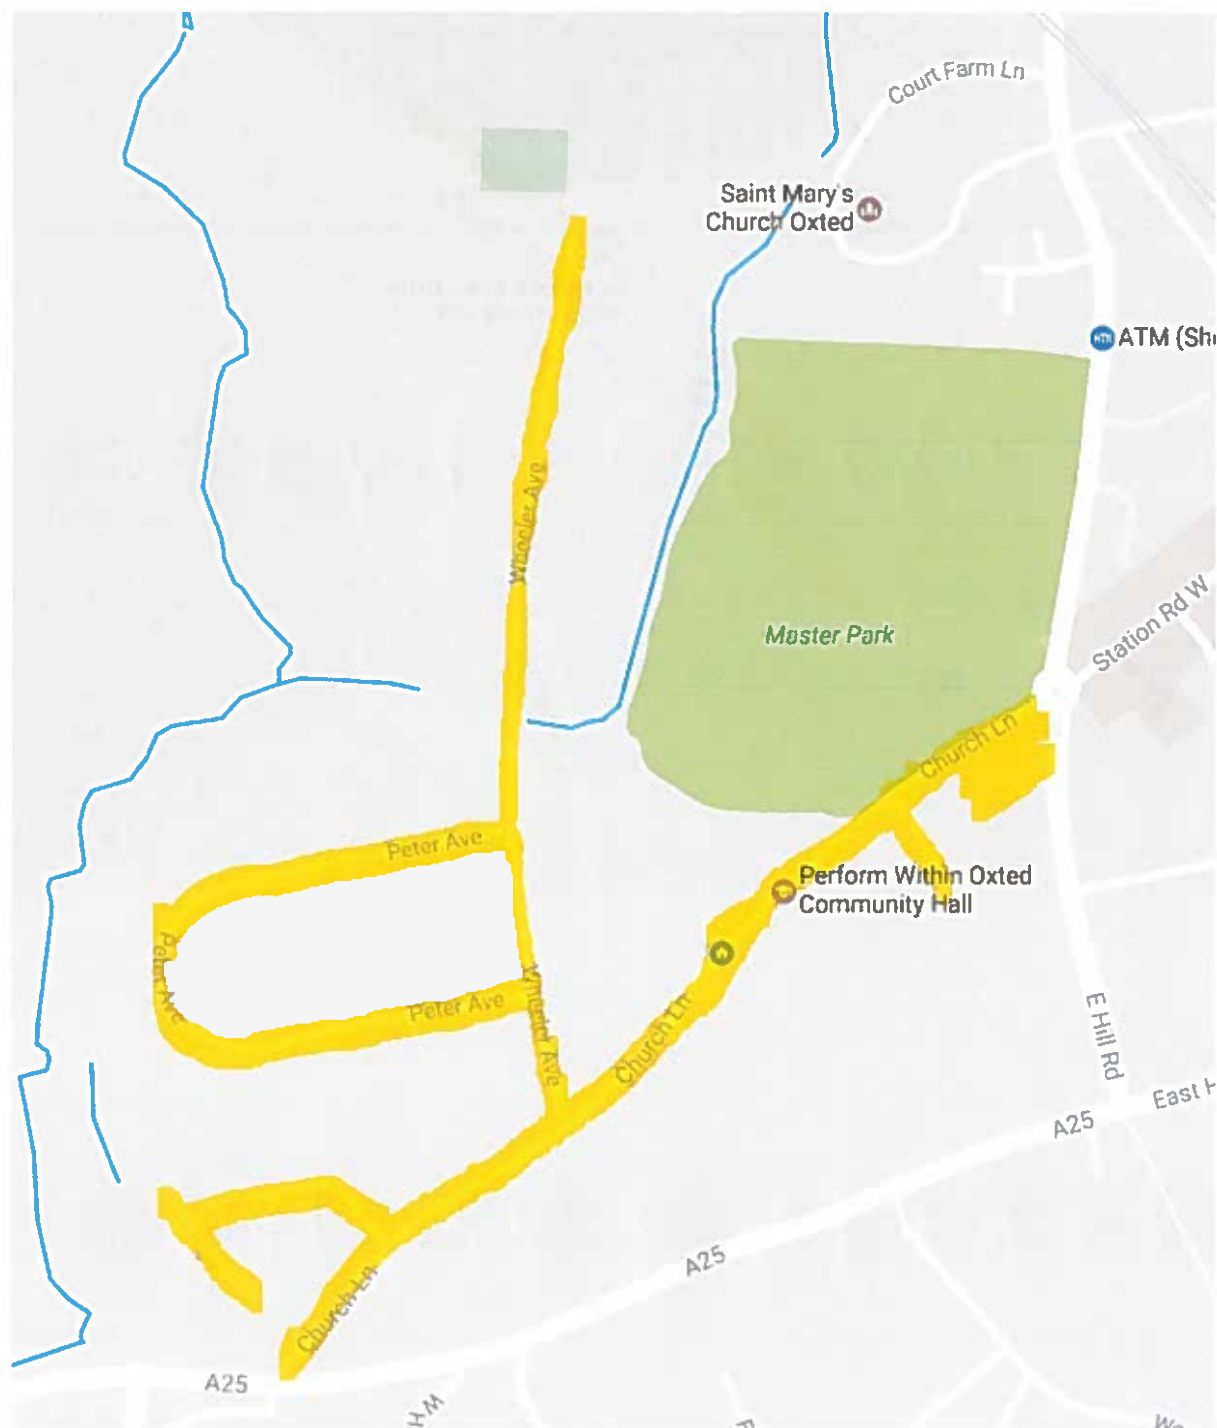 Court Farm Ln
Saint Mary's
Church Oxted
ATM (Sh
Wheeler Ave
Master Park
Station Rd W
Church Ln
Peter Ave
Perform Within Oxted
Community Hall
Peter Ave
Peter Ave
Wheeler Ave
Church Ln
E Hill Rd
East H
A25
A25
Church Ln
A25
W H